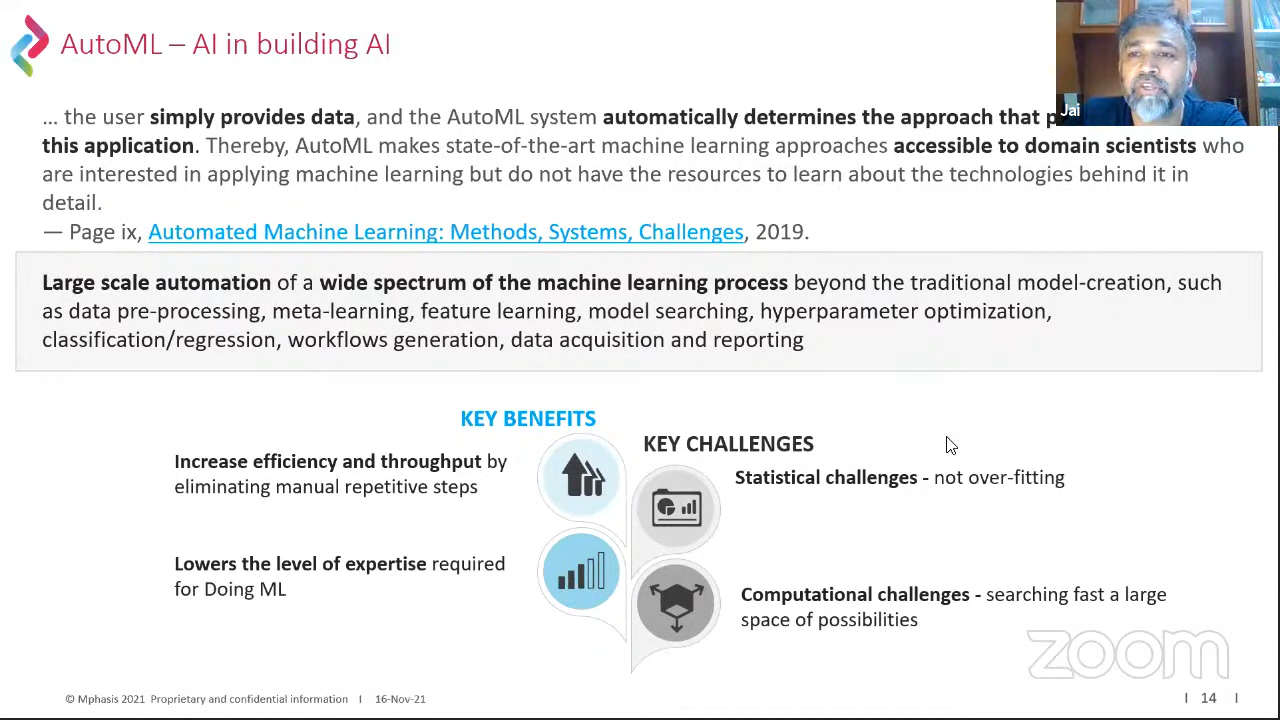 AutoML – AI in building AI
Jai
... the user simply provides data, and the AutoML system automatically determines the approach that
this application. Thereby, AutoML makes state-of-the-art machine learning approaches accessible to domain scientists who
are interested in applying machine learning but do not have the resources to learn about the technologies behind it in
detail.
— Page ix, Automated Machine Learning: Methods, Systems, Challenges, 2019.
Large scale automation of a wide spectrum of the machine learning process beyond the traditional model-creation, such
as data pre-processing, meta-learning, feature learning, model searching, hyperparameter optimization,
classification/regression, workflows generation, data acquisition and reporting
KEY BENEFITS
Increase efficiency and throughput by
eliminating manual repetitive steps
Lowers the level of expertise required
for Doing ML
KEY CHALLENGES
Statistical challenges - not over-fitting
Computational challenges - searching fast a large
space of possibilities
zoom
© Mphasis 2021 Proprietary and confidential information | 16-Nov-21
| 14 |